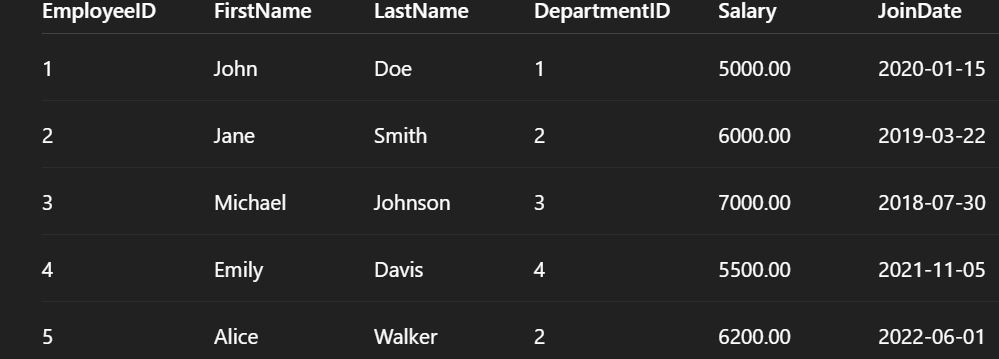 EmployeeID FirstName LastName DepartmentID Salary JoinDate
1 John Doe 1 5000.00 2020-01-15
2 Jane Smith 2 6000.00 2019-03-22
3 Michael Johnson 3 7000.00 2018-07-30
4 Emily Davis 4 5500.00 2021-11-05
5 Alice Walker 2 6200.00 2022-06-01